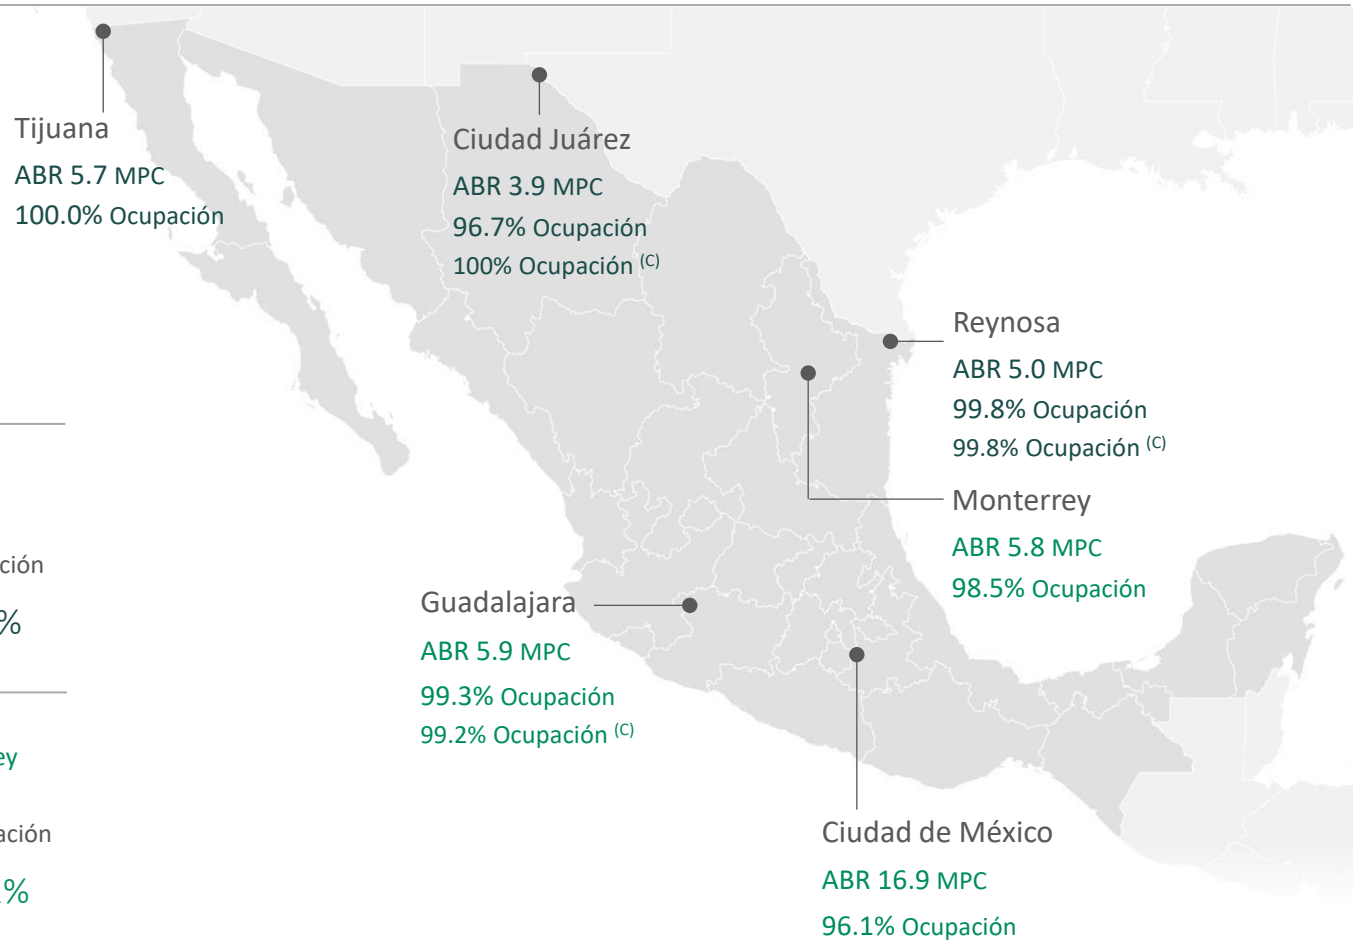 Tijuana
ABR 5.7 MPC
100.0% Ocupación
Ciudad Juárez
ABR 3.9 MPC
96.7% Ocupación
100% Ocupación (C)
Reynosa
ABR 5.0 MPC
99.8% Ocupación
99.8% Ocupación (C)
Monterrey
ABR 5.8 MPC
98.5% Ocupación
Guadalajara
ABR 5.9 MPC
99.3% Ocupación
99.2% Ocupación (C)
Ciudad de México
ABR 16.9 MPC
96.1% Ocupación
ción
%
ey
ación
%